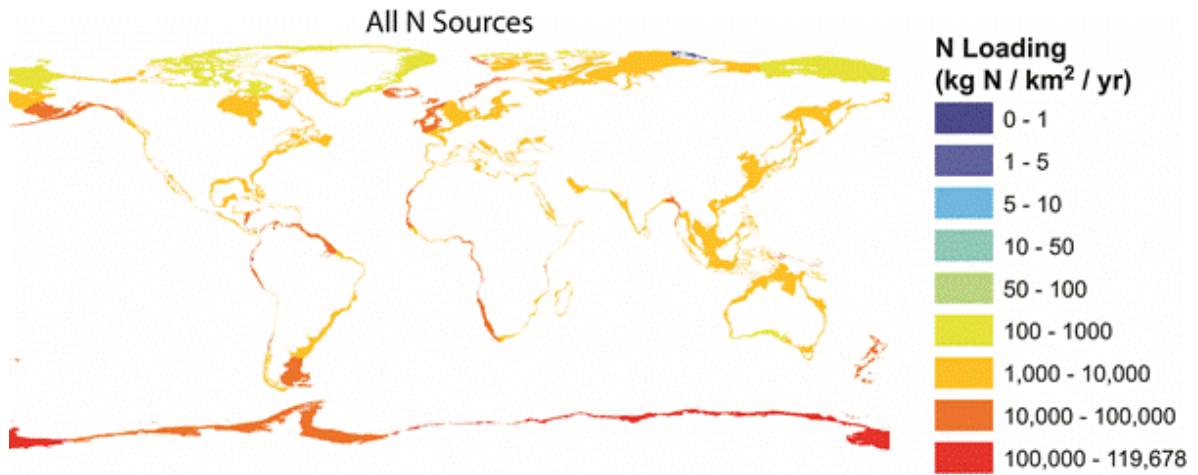 All N Sources
N Loading
(kg N / km² / yr)
0 - 1
1 - 5
5 - 10
10 - 50
50 - 100
100 - 1000
1,000 - 10,000
10,000 - 100,000
100,000 - 119,678